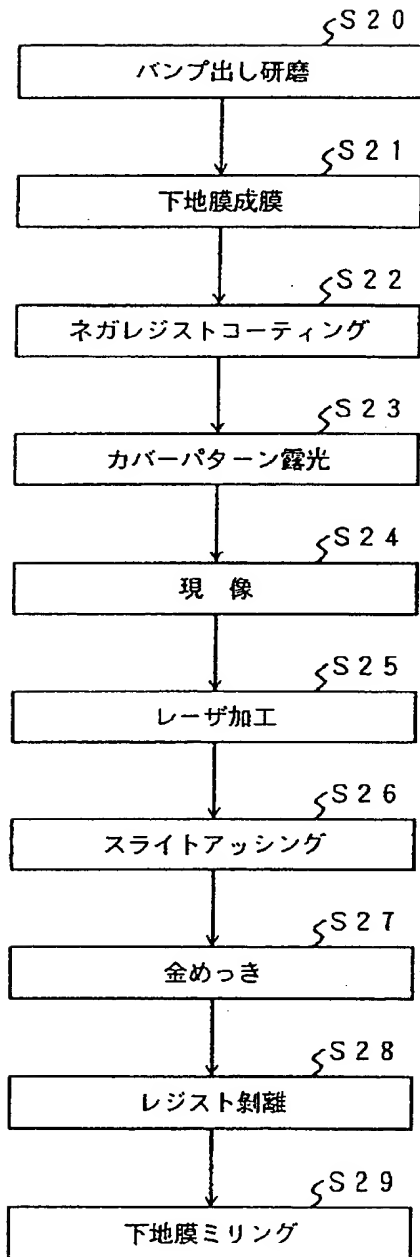 S20
バンプ出し研磨
S21
下地膜成膜
S22
ネガレジストコーティング
S23
カバーパターン露光
S24
現 像
S25
レーザ加工
S26
スライトアッシング
S27
金めっき
S28
レジスト剝離
S29
下地膜ミリング